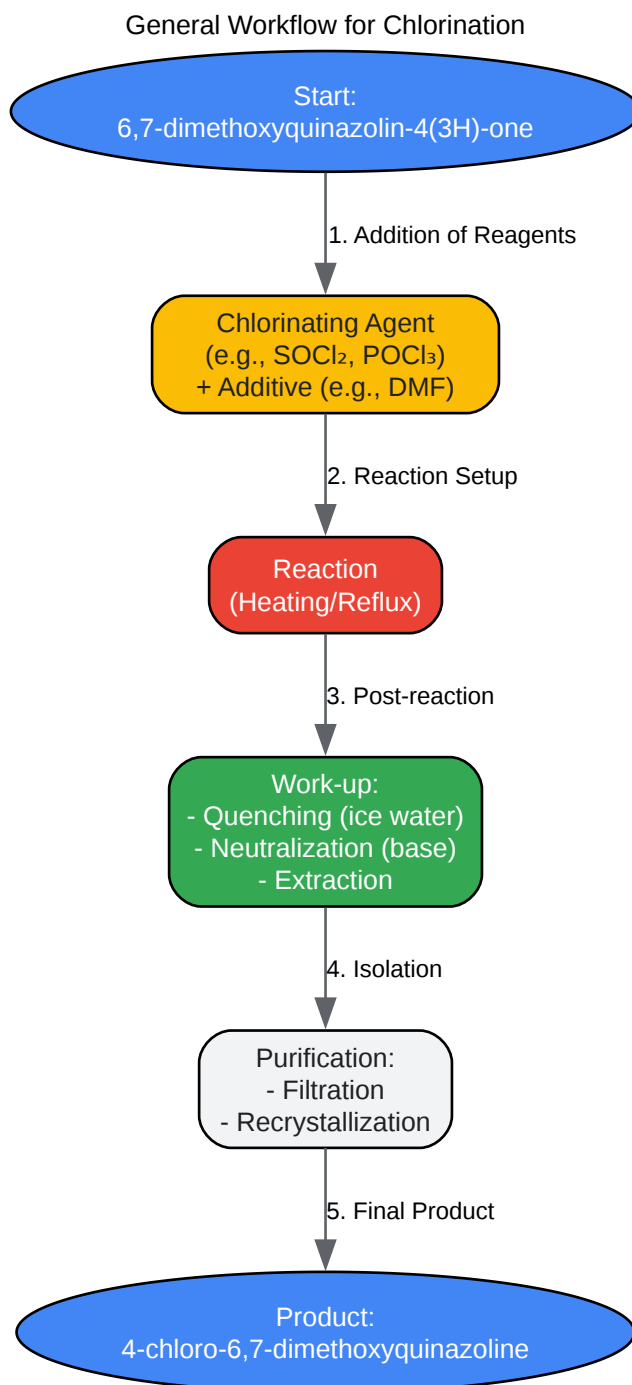 General Workflow for Chlorination
Start:
6,7-dimethoxyquinazolin-4(3H)-one
1. Addition of Reagents
Chlorinating Agent
(e.g., SOCl₂, POCl₃)
+ Additive (e.g., DMF)
2. Reaction Setup
Reaction
(Heating/Reflux)
3. Post-reaction
Work-up:
- Quenching (ice water)
- Neutralization (base)
- Extraction
4. Isolation
Purification:
- Filtration
- Recrystallization
5. Final Product
Product:
4-chloro-6,7-dimethoxyquinazoline